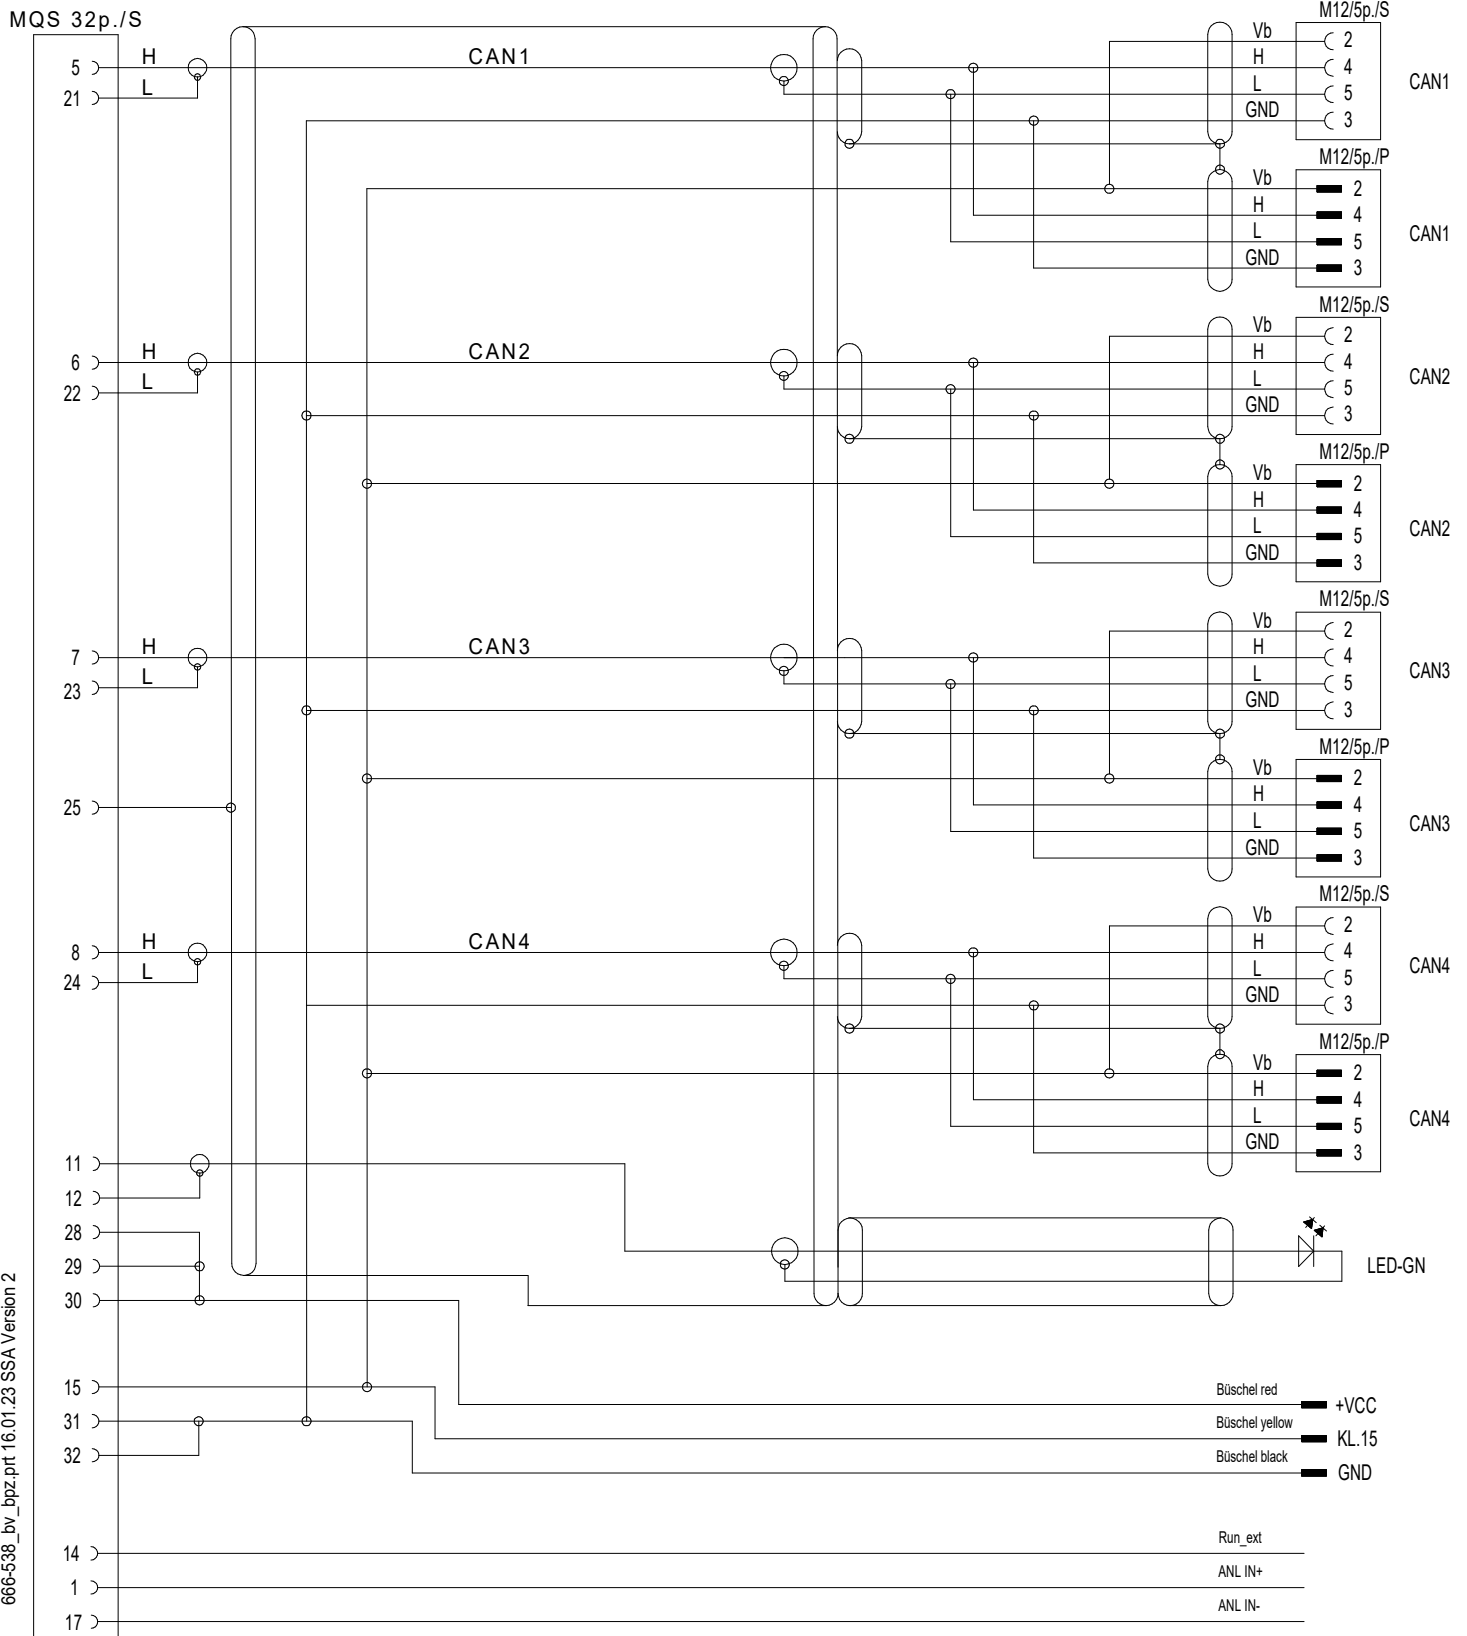 MQS 32p./S
M12/5p./S
5 H CAN1 Vb 2
21 L H 4
L 5
GND 3
CAN1
M12/5p./P
Vb 2
H 4
L 5
GND 3
CAN1
M12/5p./S
6 H CAN2 Vb 2
22 L H 4
L 5
GND 3
CAN2
M12/5p./P
Vb 2
H 4
L 5
GND 3
CAN2
M12/5p./S
7 H CAN3 Vb 2
23 L H 4
L 5
GND 3
CAN3
M12/5p./P
25 Vb 2
H 4
L 5
GND 3
CAN3
M12/5p./S
8 H CAN4 Vb 2
24 L H 4
L 5
GND 3
CAN4
M12/5p./P
Vb 2
H 4
L 5
GND 3
CAN4
11
12
28
29 LED-GN
30
15 Büschel red +VCC
31 Büschel yellow KL.15
32 Büschel black GND
14 Run_ext
1 ANL IN+
17 ANL IN-
666-538_bv_bpz.prt 16.01.23 SSA Version 2